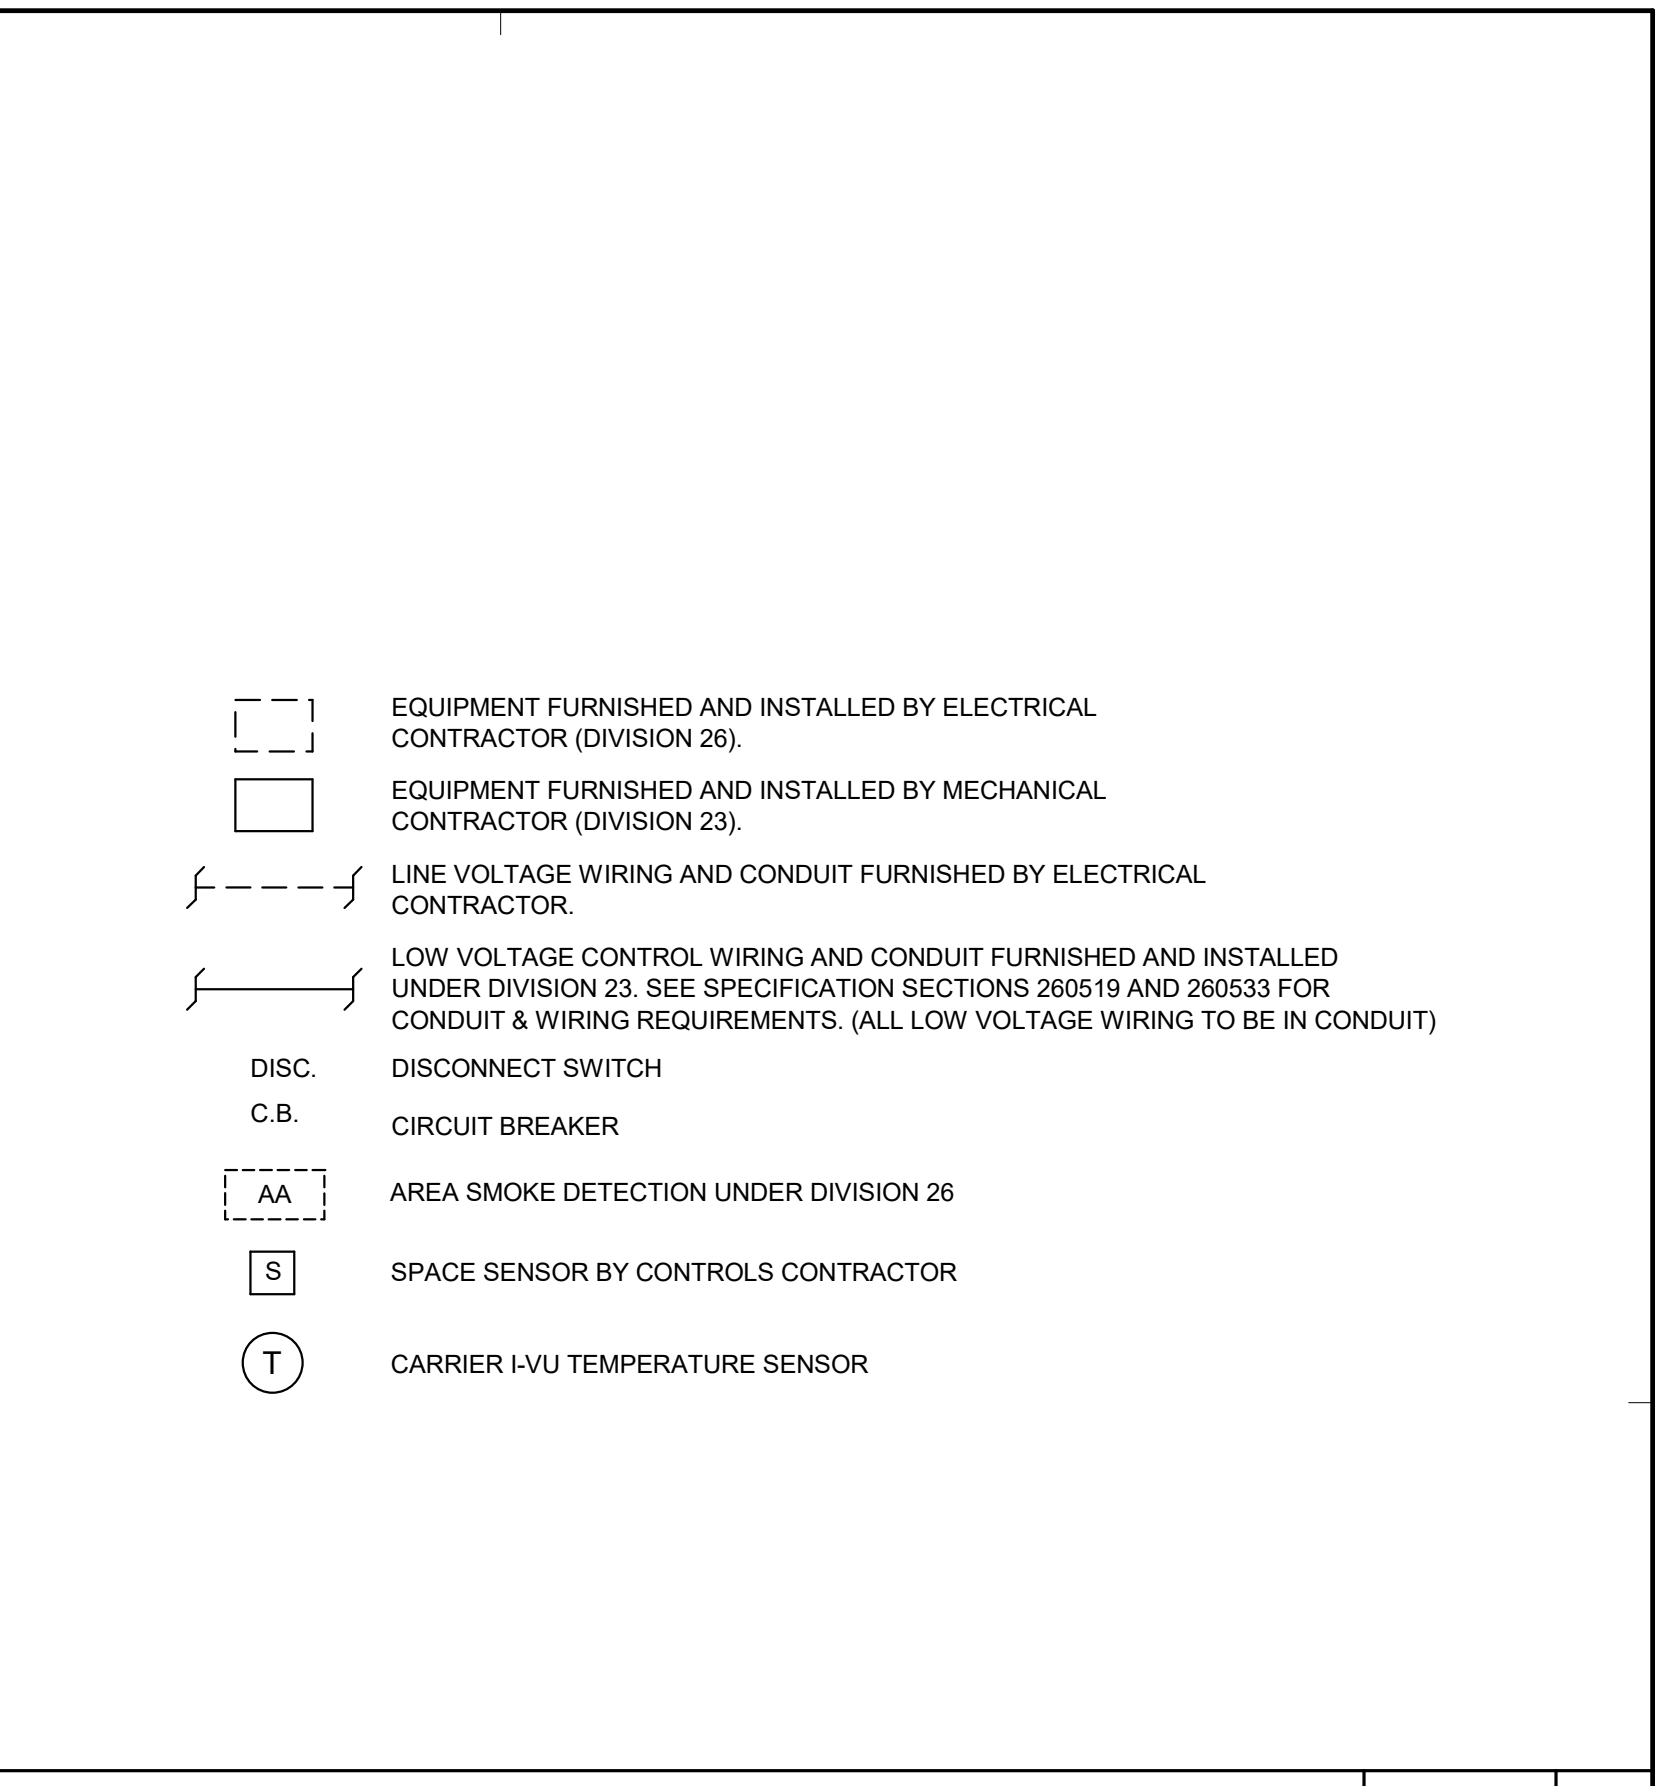 EQUIPMENT FURNISHED AND INSTALLED BY ELECTRICAL
CONTRACTOR (DIVISION 26).
EQUIPMENT FURNISHED AND INSTALLED BY MECHANICAL
CONTRACTOR (DIVISION 23).
LINE VOLTAGE WIRING AND CONDUIT FURNISHED BY ELECTRICAL
CONTRACTOR.
LOW VOLTAGE CONTROL WIRING AND CONDUIT FURNISHED AND INSTALLED
UNDER DIVISION 23. SEE SPECIFICATION SECTIONS 260519 AND 260533 FOR
CONDUIT & WIRING REQUIREMENTS. (ALL LOW VOLTAGE WIRING TO BE IN CONDUIT)
DISC. DISCONNECT SWITCH
C.B. CIRCUIT BREAKER
AA AREA SMOKE DETECTION UNDER DIVISION 26
S SPACE SENSOR BY CONTROLS CONTRACTOR
T CARRIER I-VU TEMPERATURE SENSOR